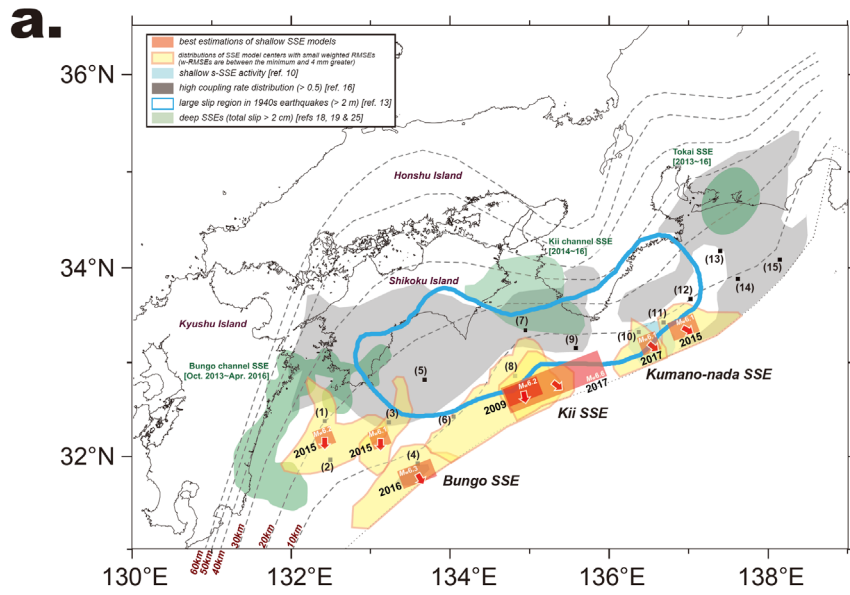 a.
best estimations of shallow SSE models
distributions of SSE model centers with small weighted RMSEs
(w-RMSEs are between the minimum and 4 mm greater)
shallow s-SSE activity [ref. 10]
high coupling rate distribution (> 0.5) [ref. 16]
large slip region in 1940s earthquakes (> 2 m) [ref. 13]
deep SSEs (total slip > 2 cm) [refs 18, 19 & 25]
36°N
34°N
32°N
130°E
132°E
134°E
136°E
138°E
Tokai SSE
[2013~16]
Honshu Island
Kii channel SSE
[2014~16]
Shikoku Island
Kyushu Island
Bungo channel SSE
[Oct. 2013~Apr. 2016]
(13)
(15)
(14)
(12)
(11)
(10)
(7)
(9)
(8)
(5)
(6)
(1)
(3)
(2)
(4)
2015
2017
Kumano-nada SSE
2017
2009
Mw6.2
Kii SSE
2015
2015
2016
Mw6.3
Bungo SSE
60km
50km
40km
30km
20km
10km